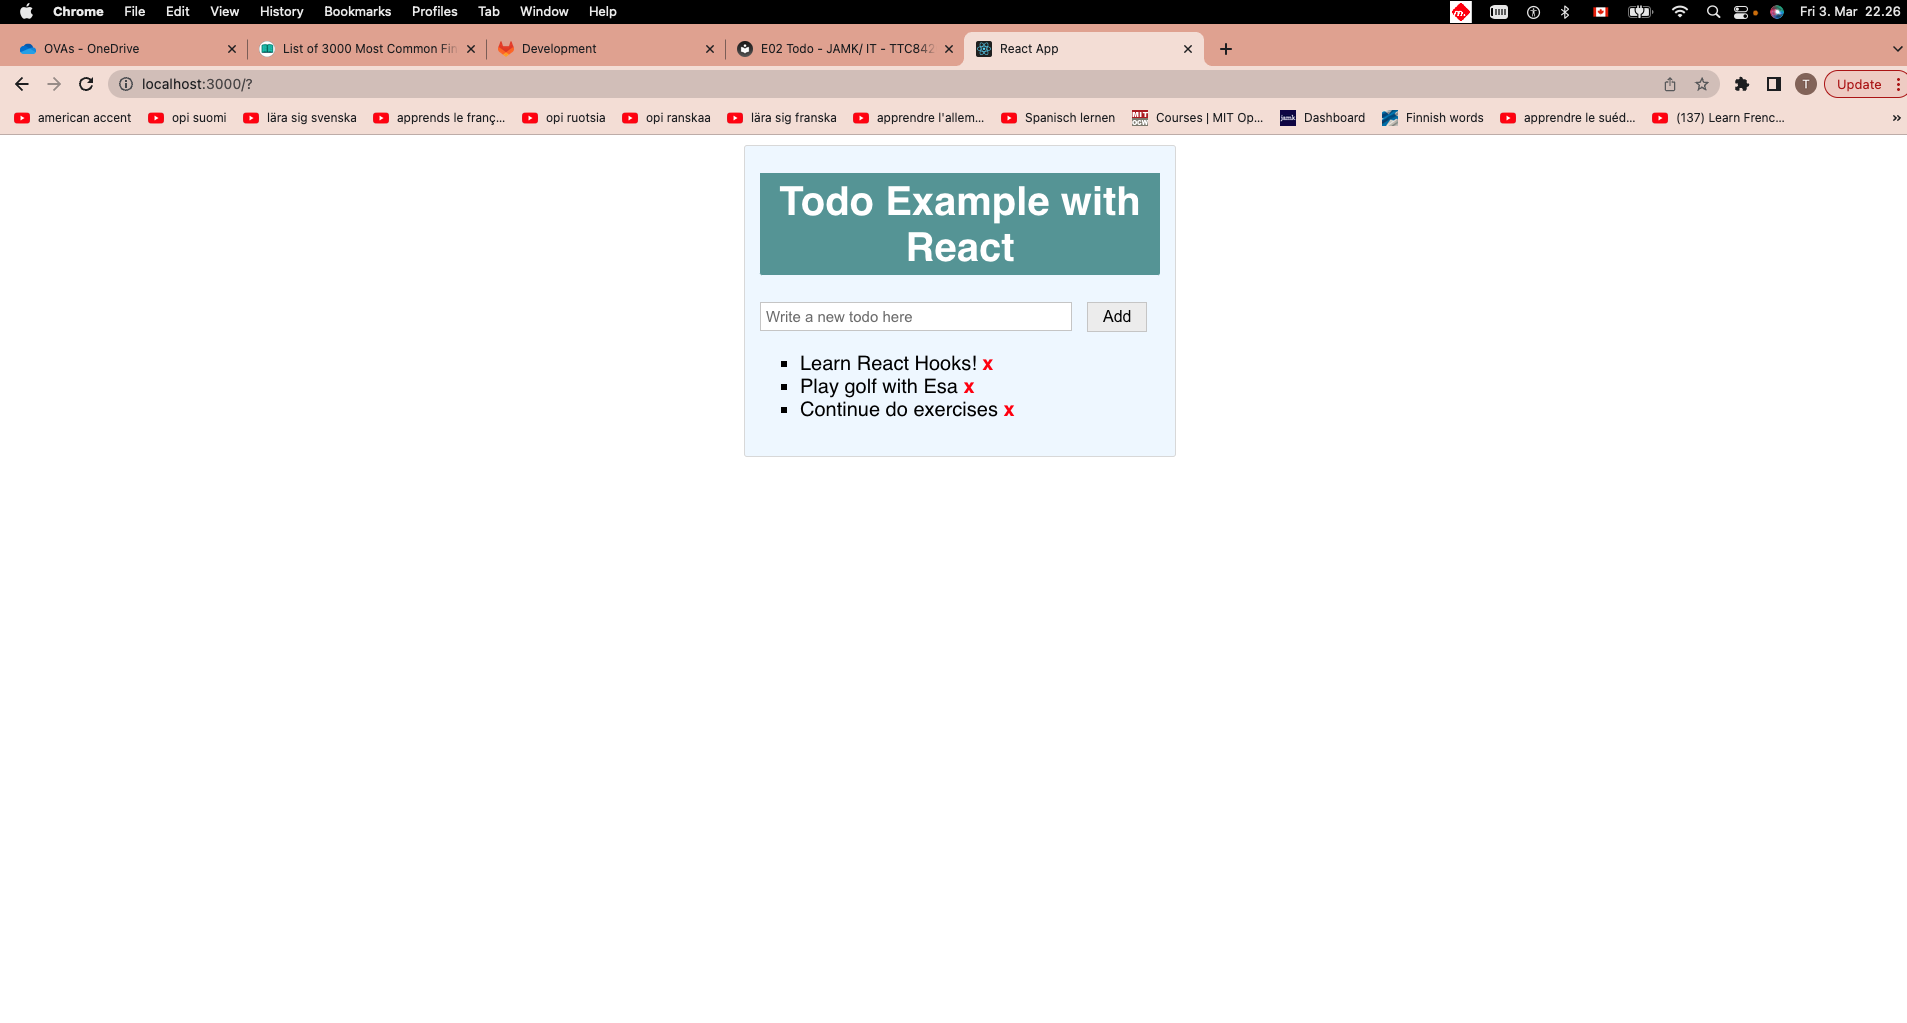 Chrome File Edit View History Bookmarks Profiles Tab Window Help Fri 3. Mar 22.26
OVAs - OneDrive List of 3000 Most Common Fin Development E02 Todo - JAMK/ IT - TTC842 React App
localhost:3000/? T Update
american accent opi suomi lära sig svenska apprends le franç... opi ruotsia opi ranskaa lära sig franska apprendre l'allem... Spanisch lernen MIT OCW Courses | MIT Op... jamk Dashboard Finnish words apprendre le suéd... (137) Learn Frenc... »
Todo Example with
React
Write a new todo here Add
Learn React Hooks! x
Play golf with Esa x
Continue do exercises x